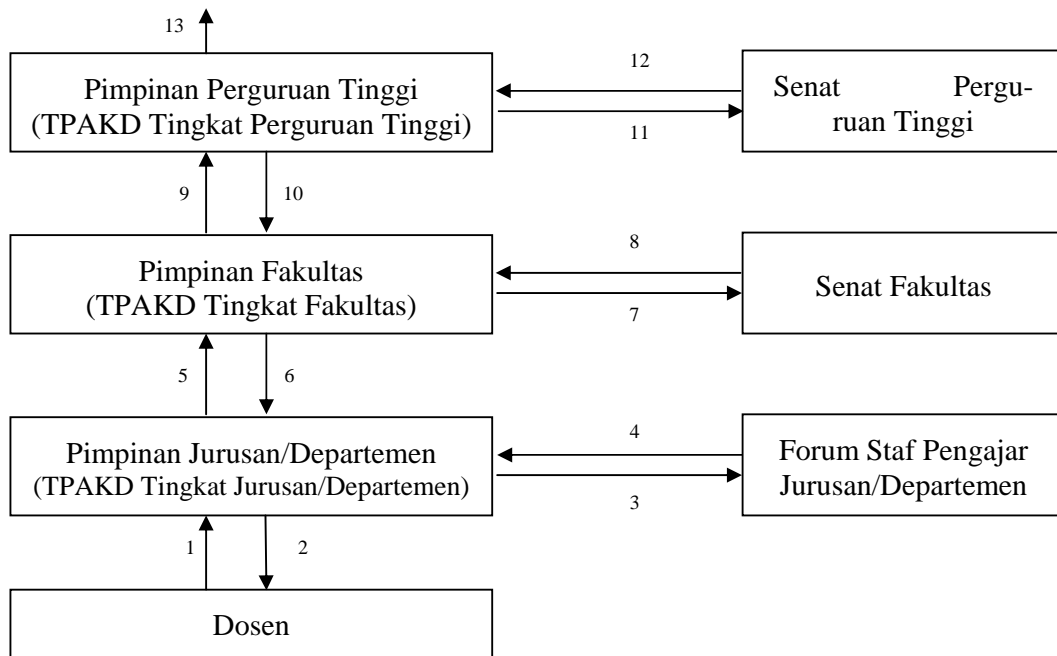 13
Pimpinan Perguruan Tinggi
(TPAKD Tingkat Perguruan Tinggi)
12
11
Senat Pergu-
ruan Tinggi
9
10
Pimpinan Fakultas
(TPAKD Tingkat Fakultas)
8
7
Senat Fakultas
5
6
Pimpinan Jurusan/Departemen
(TPAKD Tingkat Jurusan/Departemen)
4
3
Forum Staf Pengajar
Jurusan/Departemen
1
2
Dosen